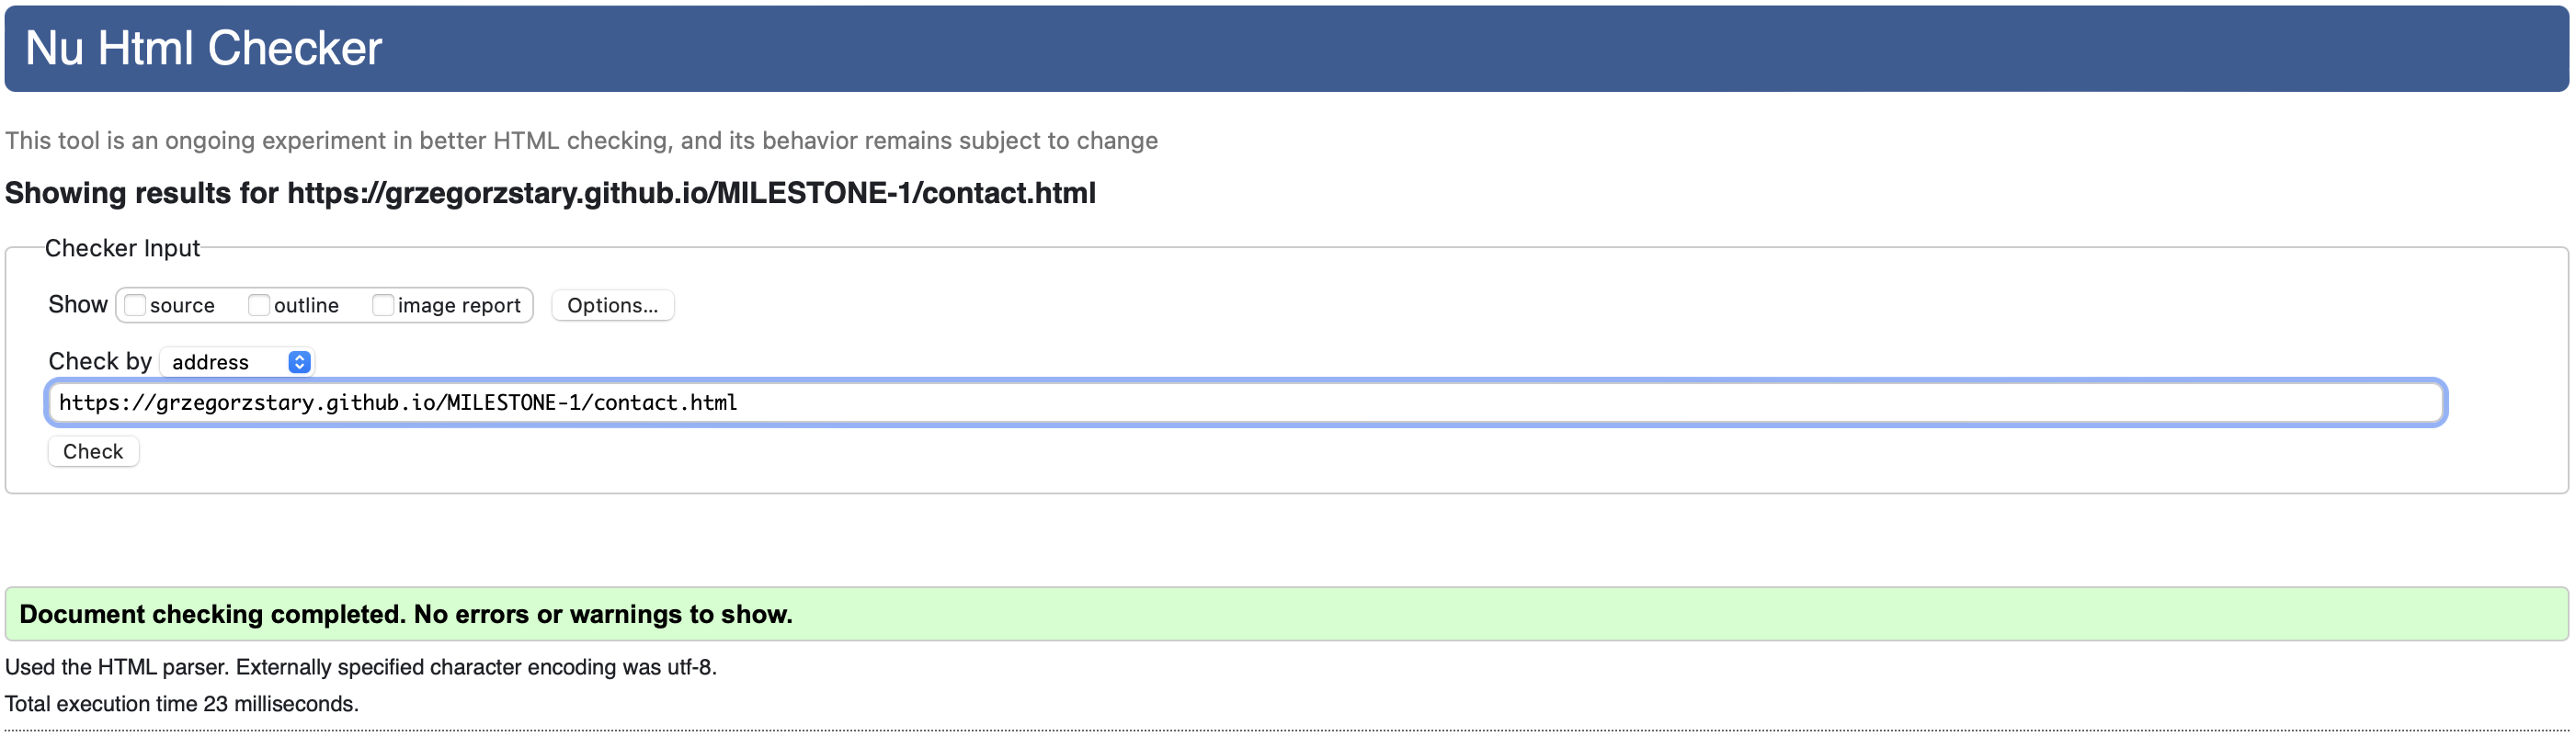 Nu Html Checker
This tool is an ongoing experiment in better HTML checking, and its behavior remains subject to change
Showing results for https://grzegorzstary.github.io/MILESTONE-1/contact.html
Checker Input
Show source outline image report Options...
Check by address
https://grzegorzstary.github.io/MILESTONE-1/contact.html
Check
Document checking completed. No errors or warnings to show.
Used the HTML parser. Externally specified character encoding was utf-8.
Total execution time 23 milliseconds.